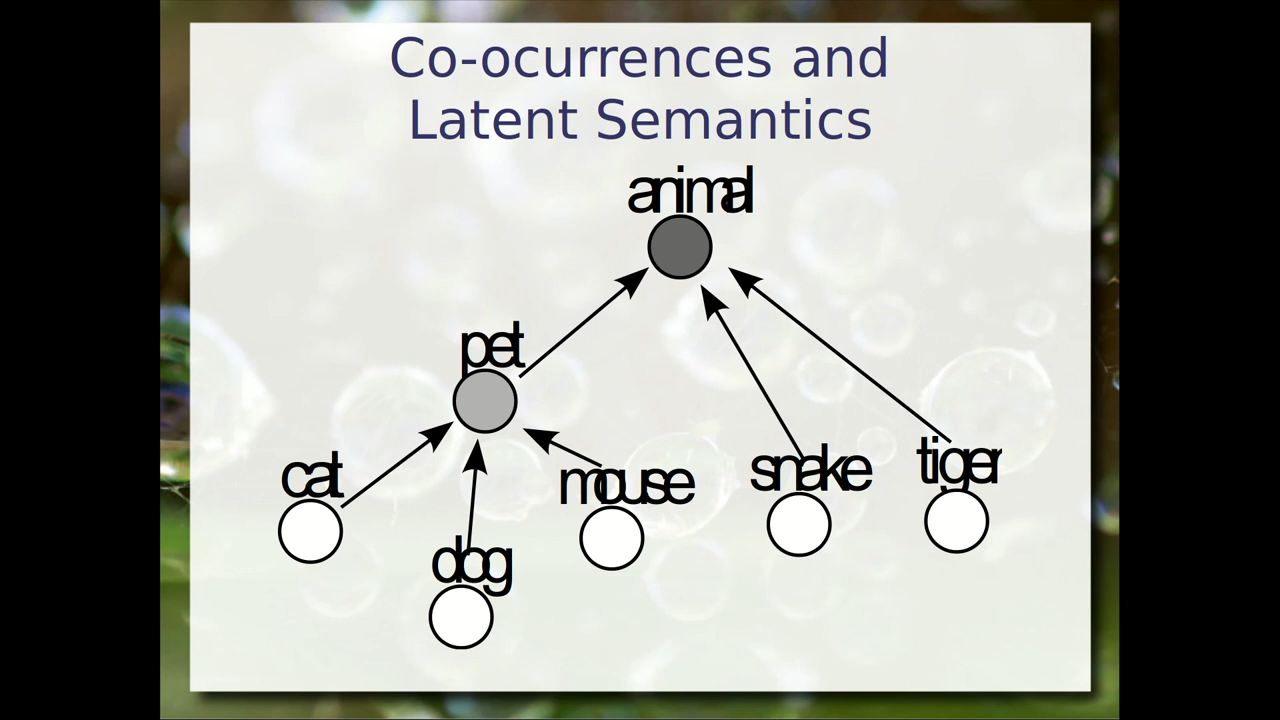 Co-ocurrences and
Latent Semantics
animal
pet
cat
mouse
snake
tiger
dog